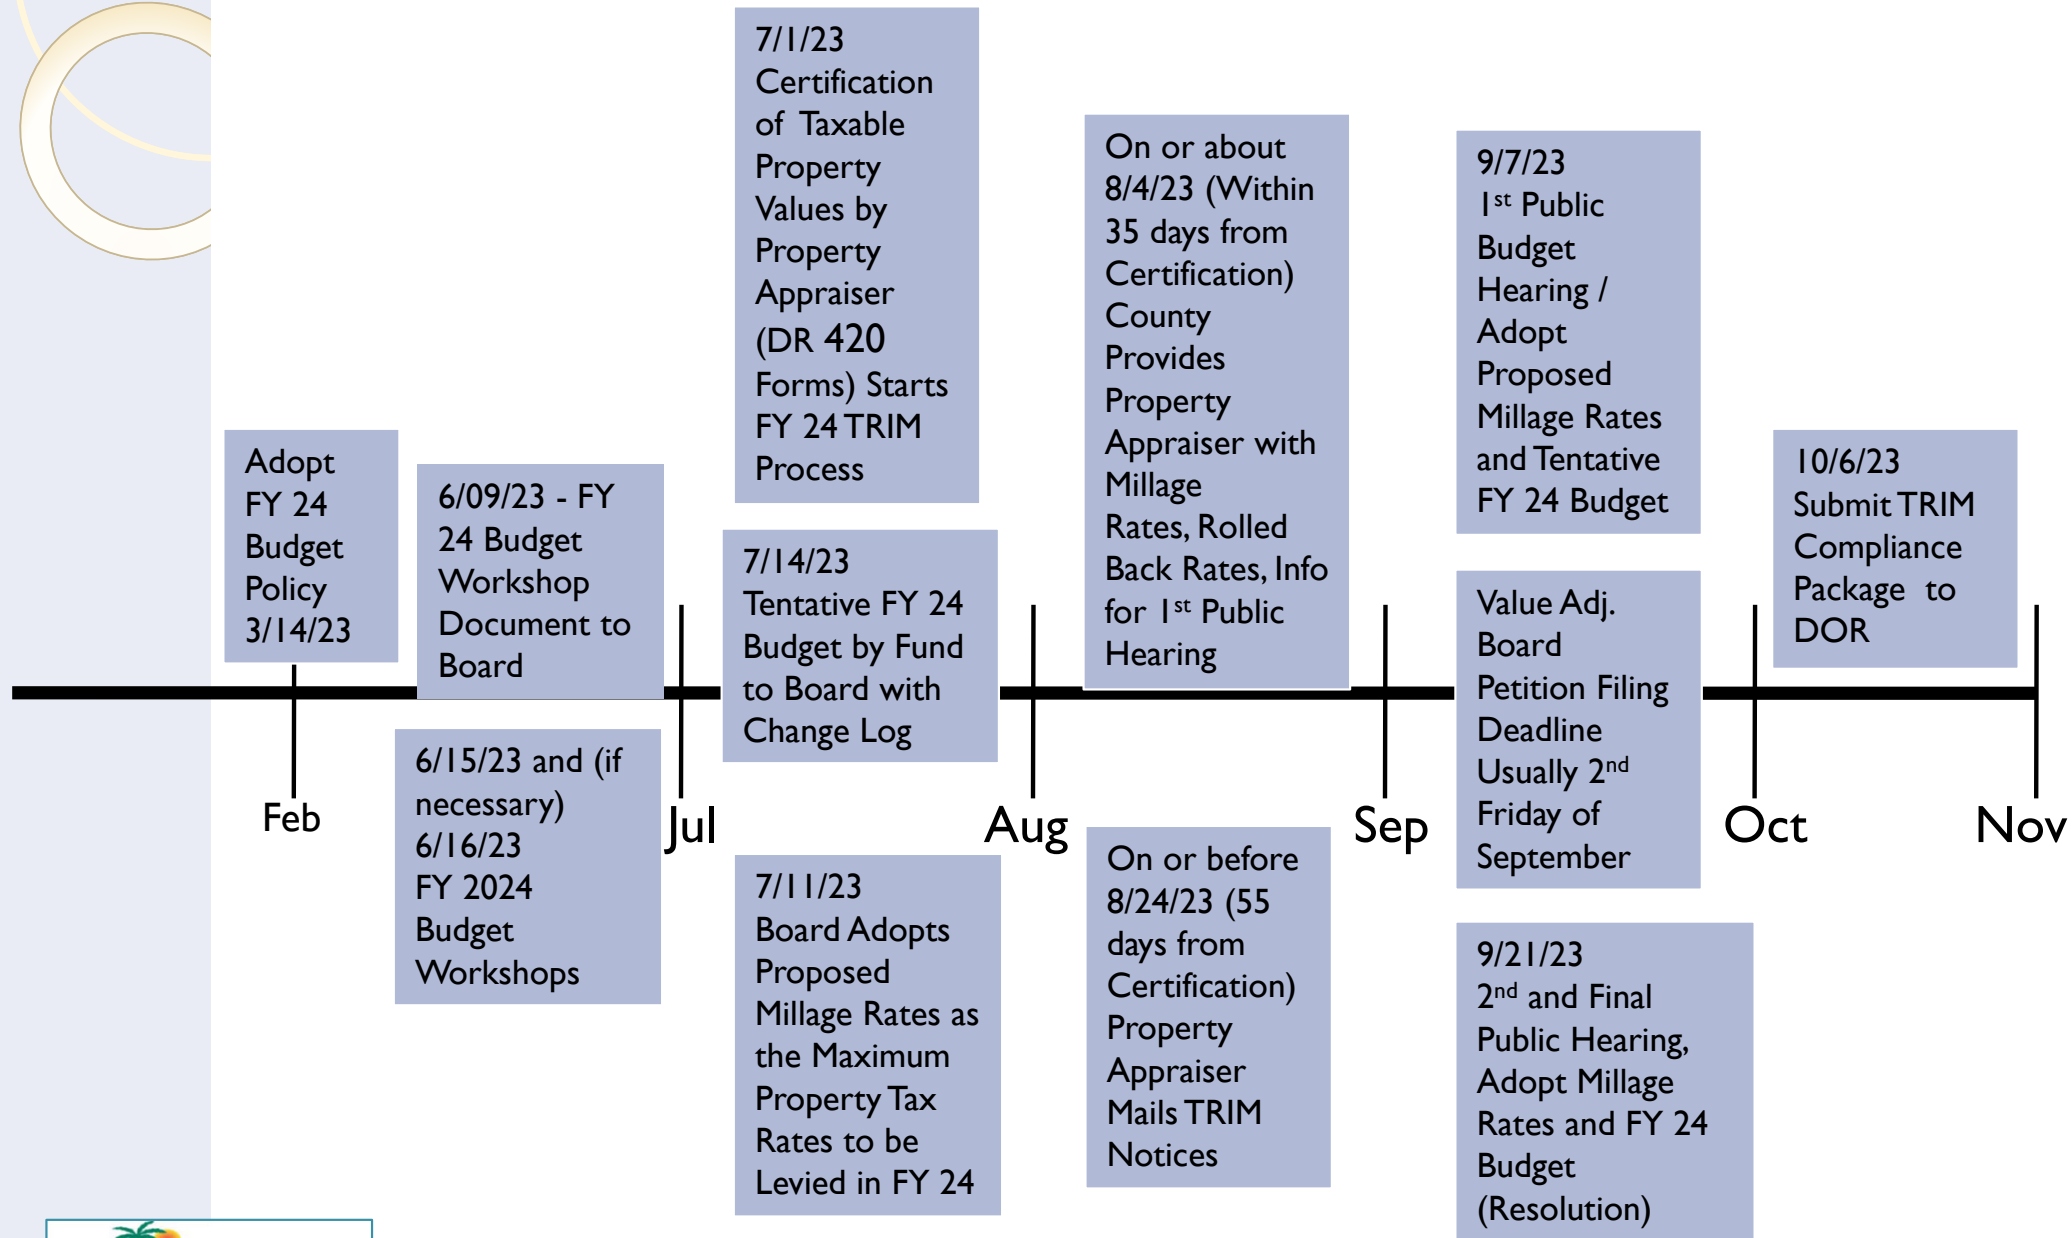 Adopt
FY 24
Budget
Policy
3/14/23
6/09/23 - FY
24 Budget
Workshop
Document to
Board
6/15/23 and (if
necessary)
6/16/23
FY 2024
Budget
Workshops
7/1/23
Certification
of Taxable
Property
Values by
Property
Appraiser
(DR 420
Forms) Starts
FY 24 TRIM
Process
7/14/23
Tentative FY 24
Budget by Fund
to Board with
Change Log
7/11/23
Board Adopts
Proposed
Millage Rates as
the Maximum
Property Tax
Rates to be
Levied in FY 24
On or about
8/4/23 (Within
35 days from
Certification)
County
Provides
Property
Appraiser with
Millage
Rates, Rolled
Back Rates, Info
for 1st Public
Hearing
On or before
8/24/23 (55
days from
Certification)
Property
Appraiser
Mails TRIM
Notices
9/7/23
1st Public
Budget
Hearing /
Adopt
Proposed
Millage Rates
and Tentative
FY 24 Budget
Value Adj.
Board
Petition Filing
Deadline
Usually 2nd
Friday of
September
9/21/23
2nd and Final
Public Hearing,
Adopt Millage
Rates and FY 24
Budget
(Resolution)
10/6/23
Submit TRIM
Compliance
Package to
DOR
Feb
Jul
Aug
Sep
Oct
Nov